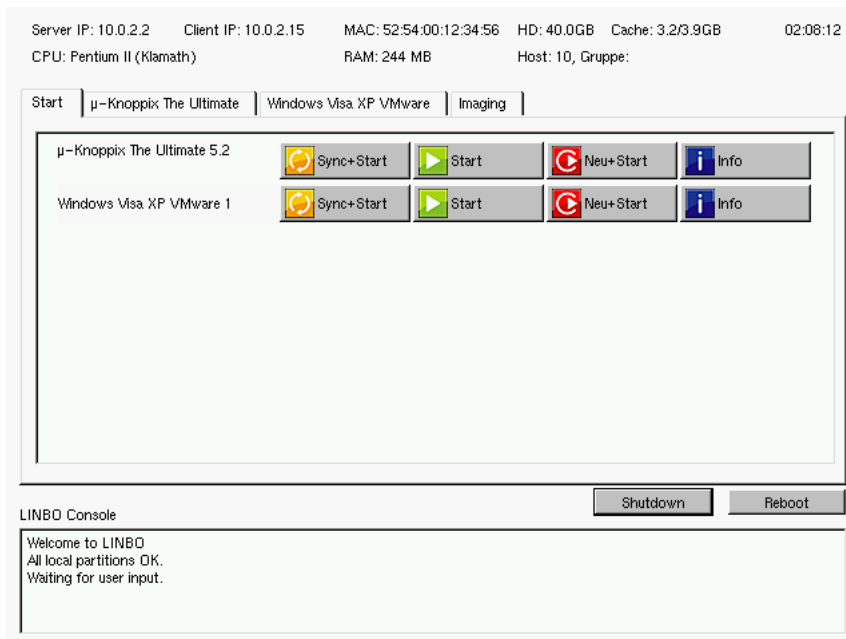 Server IP: 10.0.2.2 Client IP: 10.0.2.15 MAC: 52:54:00:12:34:56 HD: 40.0GB Cache: 3.2/3.9GB 02:08:12
CPU: Pentium II (Klamath) RAM: 244 MB Host: 10, Gruppe:
Start µ-Knoppix The Ultimate Windows Visa XP VMware Imaging
µ-Knoppix The Ultimate 5.2 Sync+Start Start Neu+Start Info
Windows Visa XP VMware 1 Sync+Start Start Neu+Start Info
Shutdown Reboot
LINBO Console
Welcome to LINBO
All local partitions OK.
Waiting for user input.